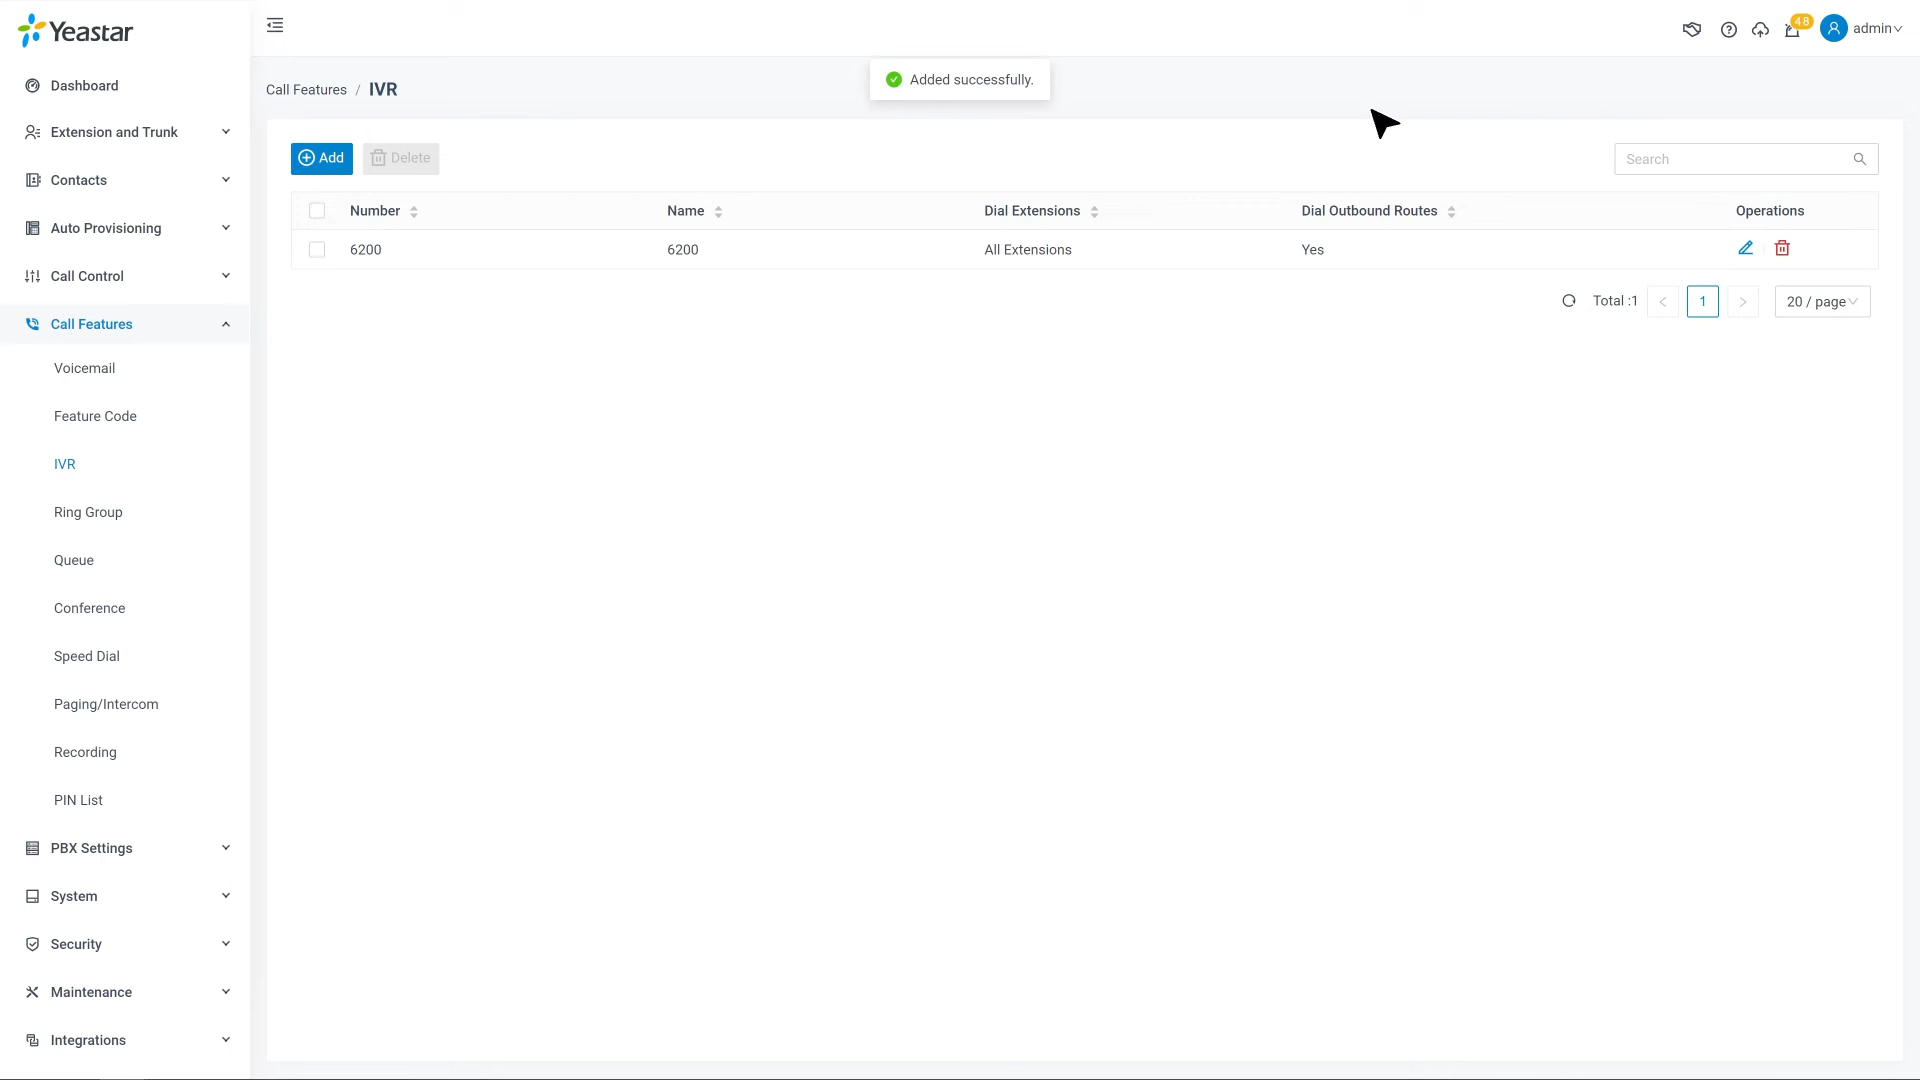 Yeastar
48
admin
Added successfully.
Dashboard
Extension and Trunk
Contacts
Auto Provisioning
Call Control
Call Features
Voicemail
Feature Code
IVR
Ring Group
Queue
Conference
Speed Dial
Paging/Intercom
Recording
PIN List
PBX Settings
System
Security
Maintenance
Integrations
Call Features / IVR
Add Delete
Search
Number Name Dial Extensions Dial Outbound Routes Operations
6200 6200 All Extensions Yes
Total :1 < 1 > 20 / page